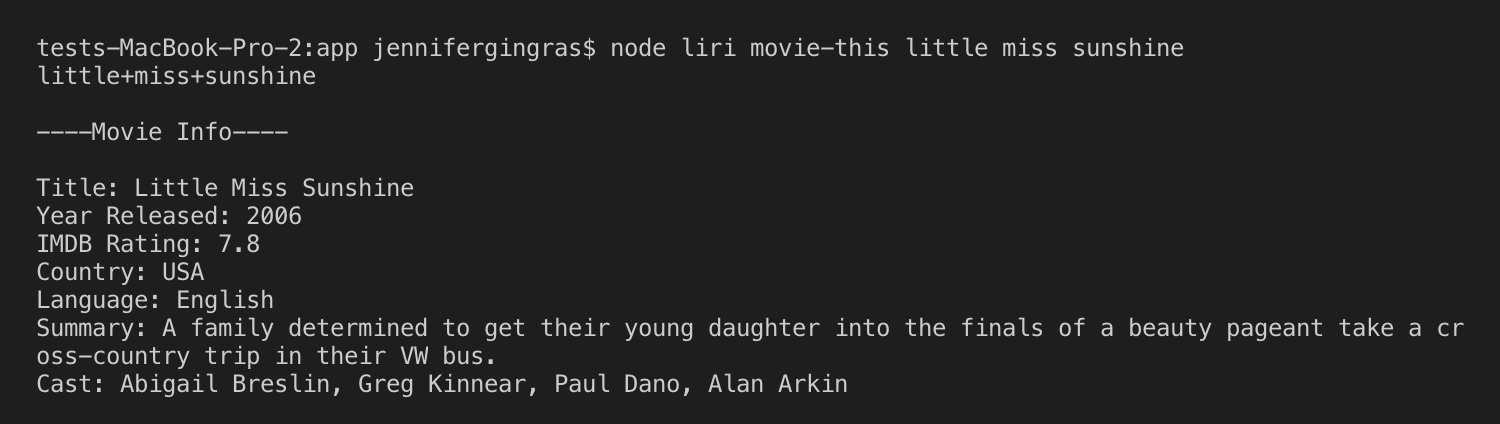 tests-MacBook-Pro-2:app jennifergingras$ node liri movie-this little miss sunshine
little+miss+sunshine
----Movie Info----
Title: Little Miss Sunshine
Year Released: 2006
IMDB Rating: 7.8
Country: USA
Language: English
Summary: A family determined to get their young daughter into the finals of a beauty pageant take a cr
oss-country trip in their VW bus.
Cast: Abigail Breslin, Greg Kinnear, Paul Dano, Alan Arkin